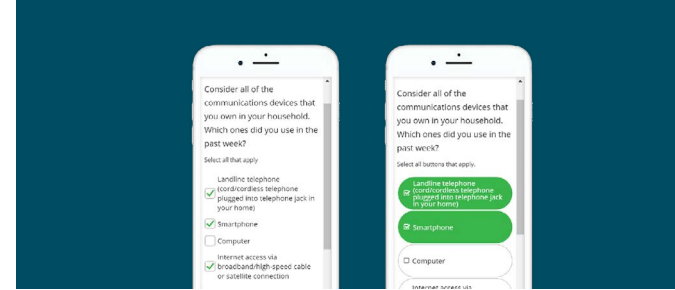 Consider all of the
communications devices that
you own in your household.
Which ones did you use in the
past week?
Select all that apply
Landline telephone
(cord/cordless telephone
plugged into telephone jack in
your home)
Smartphone
Computer
Internet access via
broadband/high-speed cable
or satellite connection
Consider all of the
communications devices that
you own in your household.
Which ones did you use in the
past week?
Select all buttons that apply.
Landline telephone
(cord/cordless telephone
plugged into telephone jack
in your home)
Smartphone
Computer
Internet access via